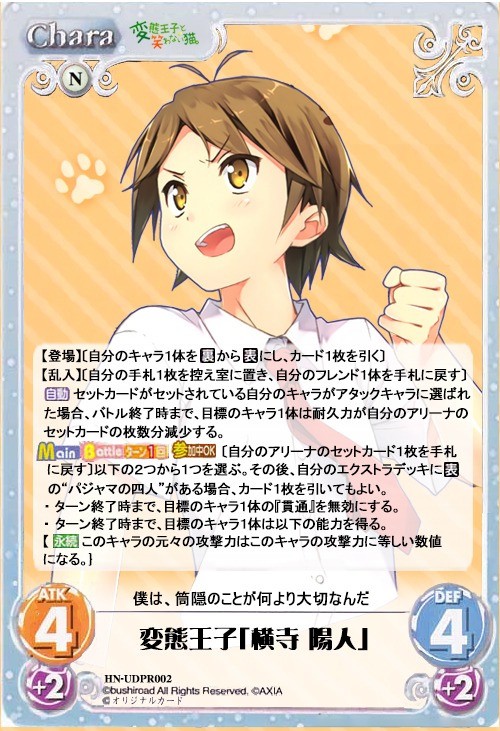 Chara
変態王子と
笑わない猫。
N
【登場】〔自分のキャラ1体を裏から表にし、カード1枚を引く〕
【乱入】〔自分の手札1枚を控え室に置き、自分のフレンド1体を手札に戻す〕
自動 セットカードがセットされている自分のキャラがアタックキャラに選ばれ
た場合、バトル終了時まで、目標のキャラ1体は耐久力が自分のアリーナの
セットカードの枚数分減少する。
Main Battle ターン1回 参加中OK 〔自分のアリーナのセットカード1枚を手札
に戻す〕以下の2つから1つを選ぶ。その後、自分のエクストラデッキに表
の“パジャマの四人”がある場合、カード1枚を引いてもよい。
・ ターン終了時まで、目標のキャラ1体の『貫通』を無効にする。
・ ターン終了時まで、目標のキャラ1体は以下の能力を得る。
【 永続 このキャラの元々の攻撃力はこのキャラの攻撃力に等しい数値
になる。}
僕は、筒隠のことが何より大切なんだ
ATK
4
+2
DEF
4
+2
変態王子「横寺 陽人」
HN-UDPR002
©bushiroad All Rights Reserved. ©AXIA
オリジナルカード